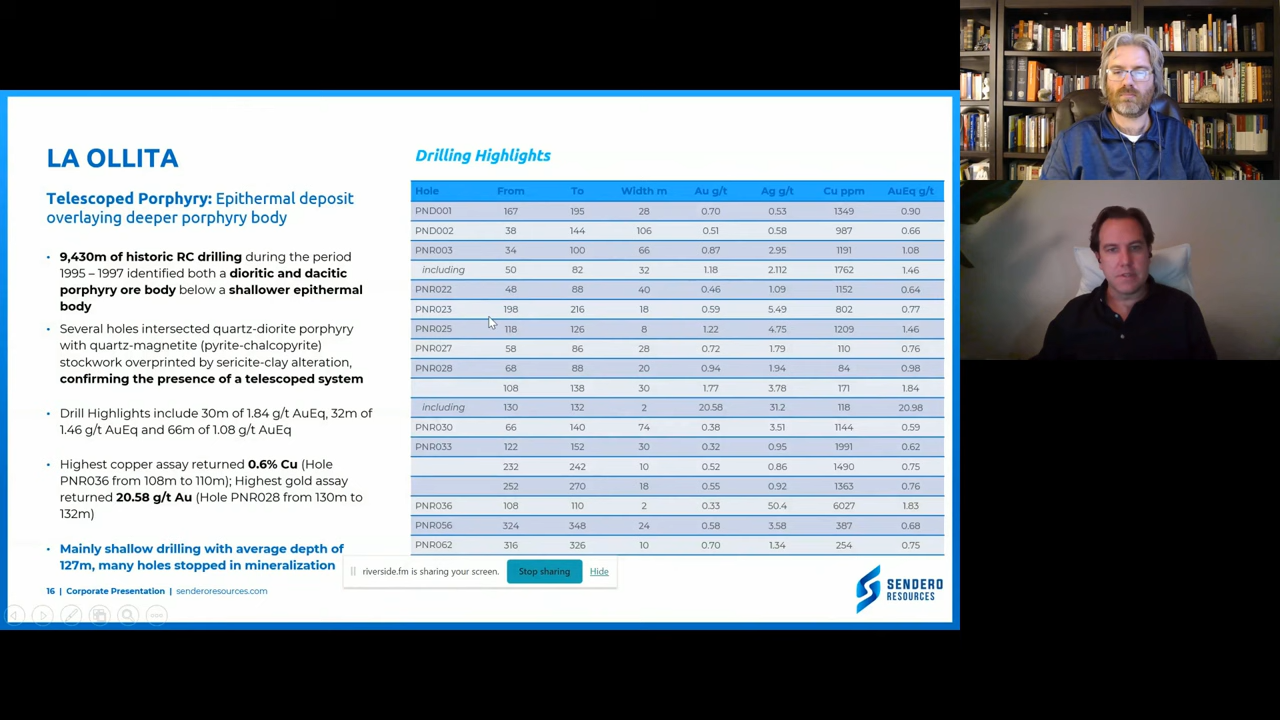 LA OLLITA
Telescoped Porphyry: Epithermal deposit
overlaying deeper porphyry body
• 9,430m of historic RC drilling during the period
1995 – 1997 identified both a dioritic and dacitic
porphyry ore body below a shallower epithermal
body
• Several holes intersected quartz-diorite porphyry
with quartz-magnetite (pyrite-chalcopyrite)
stockwork overprinted by sericite-clay alteration,
confirming the presence of a telescoped system
• Drill Highlights include 30m of 1.84 g/t AuEq, 32m of
1.46 g/t AuEq and 66m of 1.08 g/t AuEq
• Highest copper assay returned 0.6% Cu (Hole
PNR036 from 108m to 110m); Highest gold assay
returned 20.58 g/t Au (Hole PNR028 from 130m to
132m)
• Mainly shallow drilling with average depth of
127m, many holes stopped in mineralization
Drilling Highlights
Hole From To Width m Au g/t Ag g/t Cu ppm AuEq g/t
PND001 167 195 28 0.70 0.53 1349 0.90
PND002 38 144 106 0.51 0.58 987 0.66
PNR003 34 100 66 0.87 2.95 1191 1.08
including 50 82 32 1.18 2.112 1762 1.46
PNR022 48 88 40 0.46 1.09 1152 0.64
PNR023 198 216 18 0.59 5.49 802 0.77
PNR025 118 126 8 1.22 4.75 1209 1.46
PNR027 58 86 28 0.72 1.79 110 0.76
PNR028 68 88 20 0.94 1.94 84 0.98
108 138 30 1.77 3.78 171 1.84
including 130 132 2 20.58 31.2 118 20.98
PNR030 66 140 74 0.38 3.51 1144 0.59
PNR033 122 152 30 0.32 0.95 1991 0.62
232 242 10 0.52 0.86 1490 0.75
252 270 18 0.55 0.92 1363 0.76
PNR036 108 110 2 0.33 50.4 6027 1.83
PNR056 324 348 24 0.58 3.58 387 0.68
PNR062 316 326 10 0.70 1.34 254 0.75
riverside.fm is sharing your screen. Stop sharing Hide
16 | Corporate Presentation | senderoresources.com
SENDERO
RESOURCES